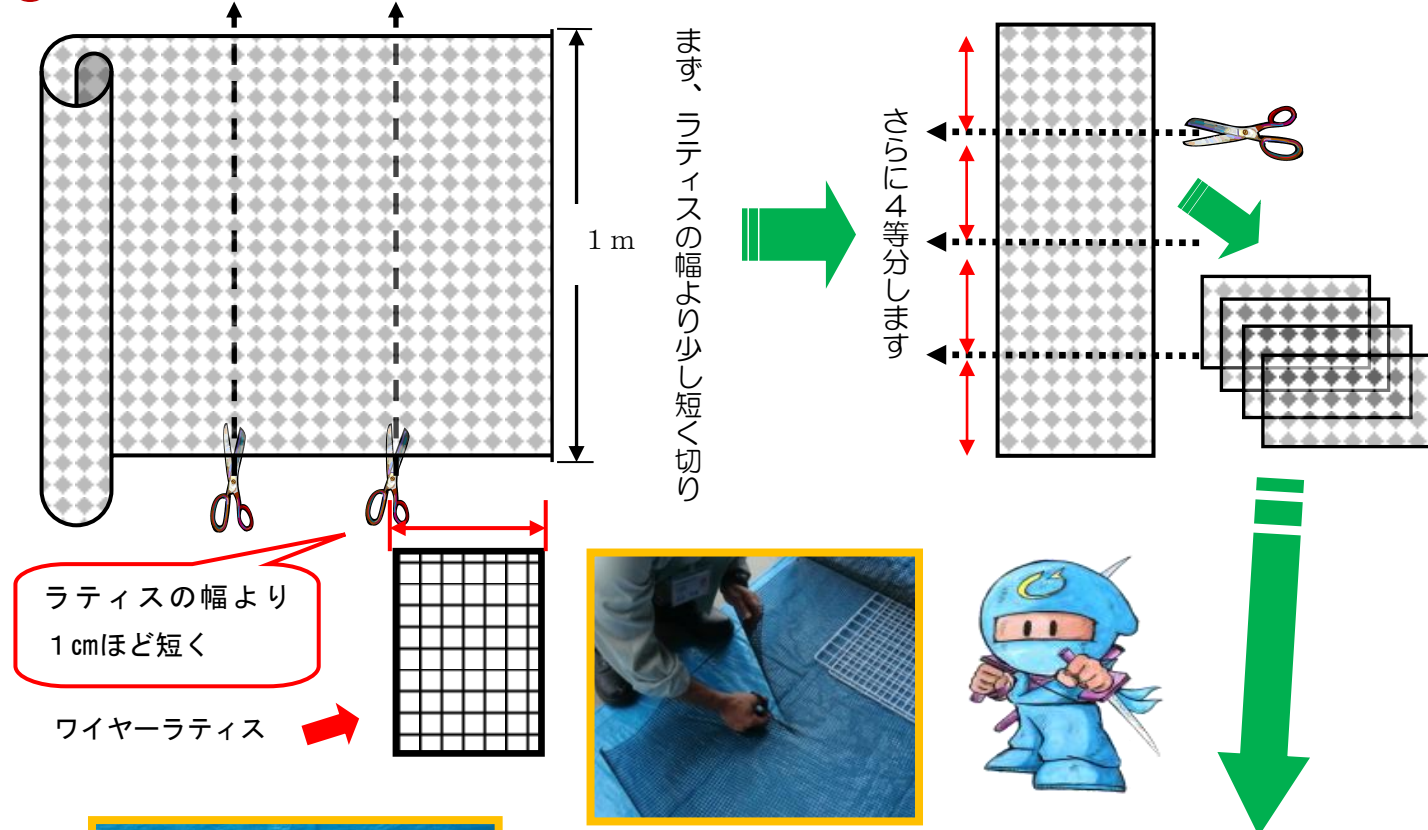 まず、ラティスの幅より少し短く切り
1ｍ
さらに４等分します
ラティスの幅より
１㎝ほど短く
ワイヤーラティス